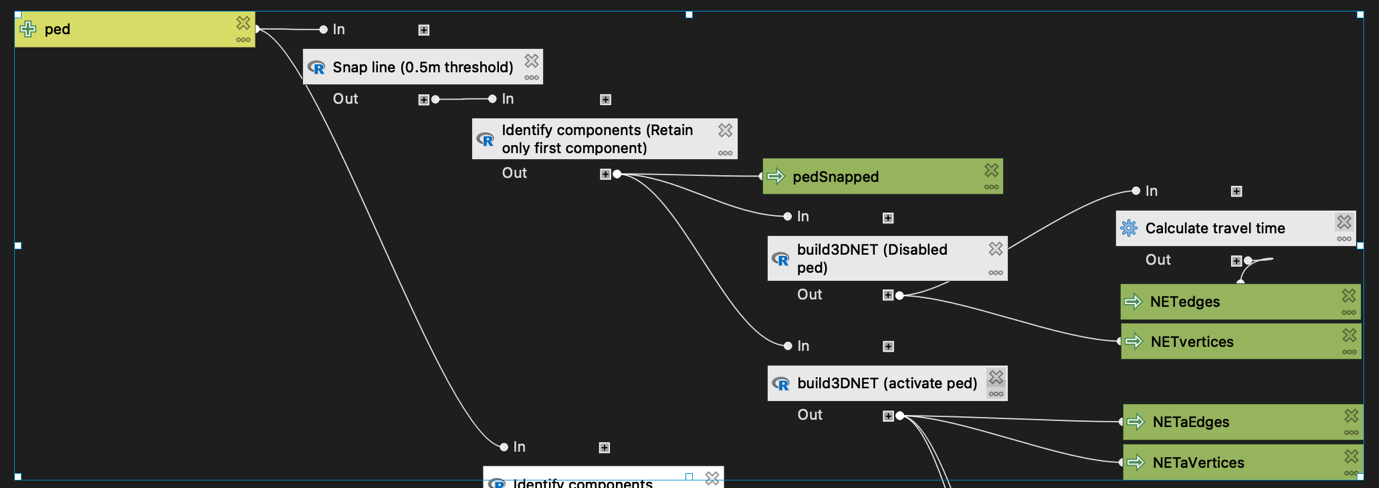 ped
In
Snap line (0.5m threshold)
Out
In
Identify components (Retain
only first component)
Out
pedSnapped
In
In
Calculate travel time
build3DNET (Disabled
ped)
Out
Out
NETedges
NETvertices
In
build3DNET (activate ped)
Out
NETaEdges
In
NETaVertices
Identify components